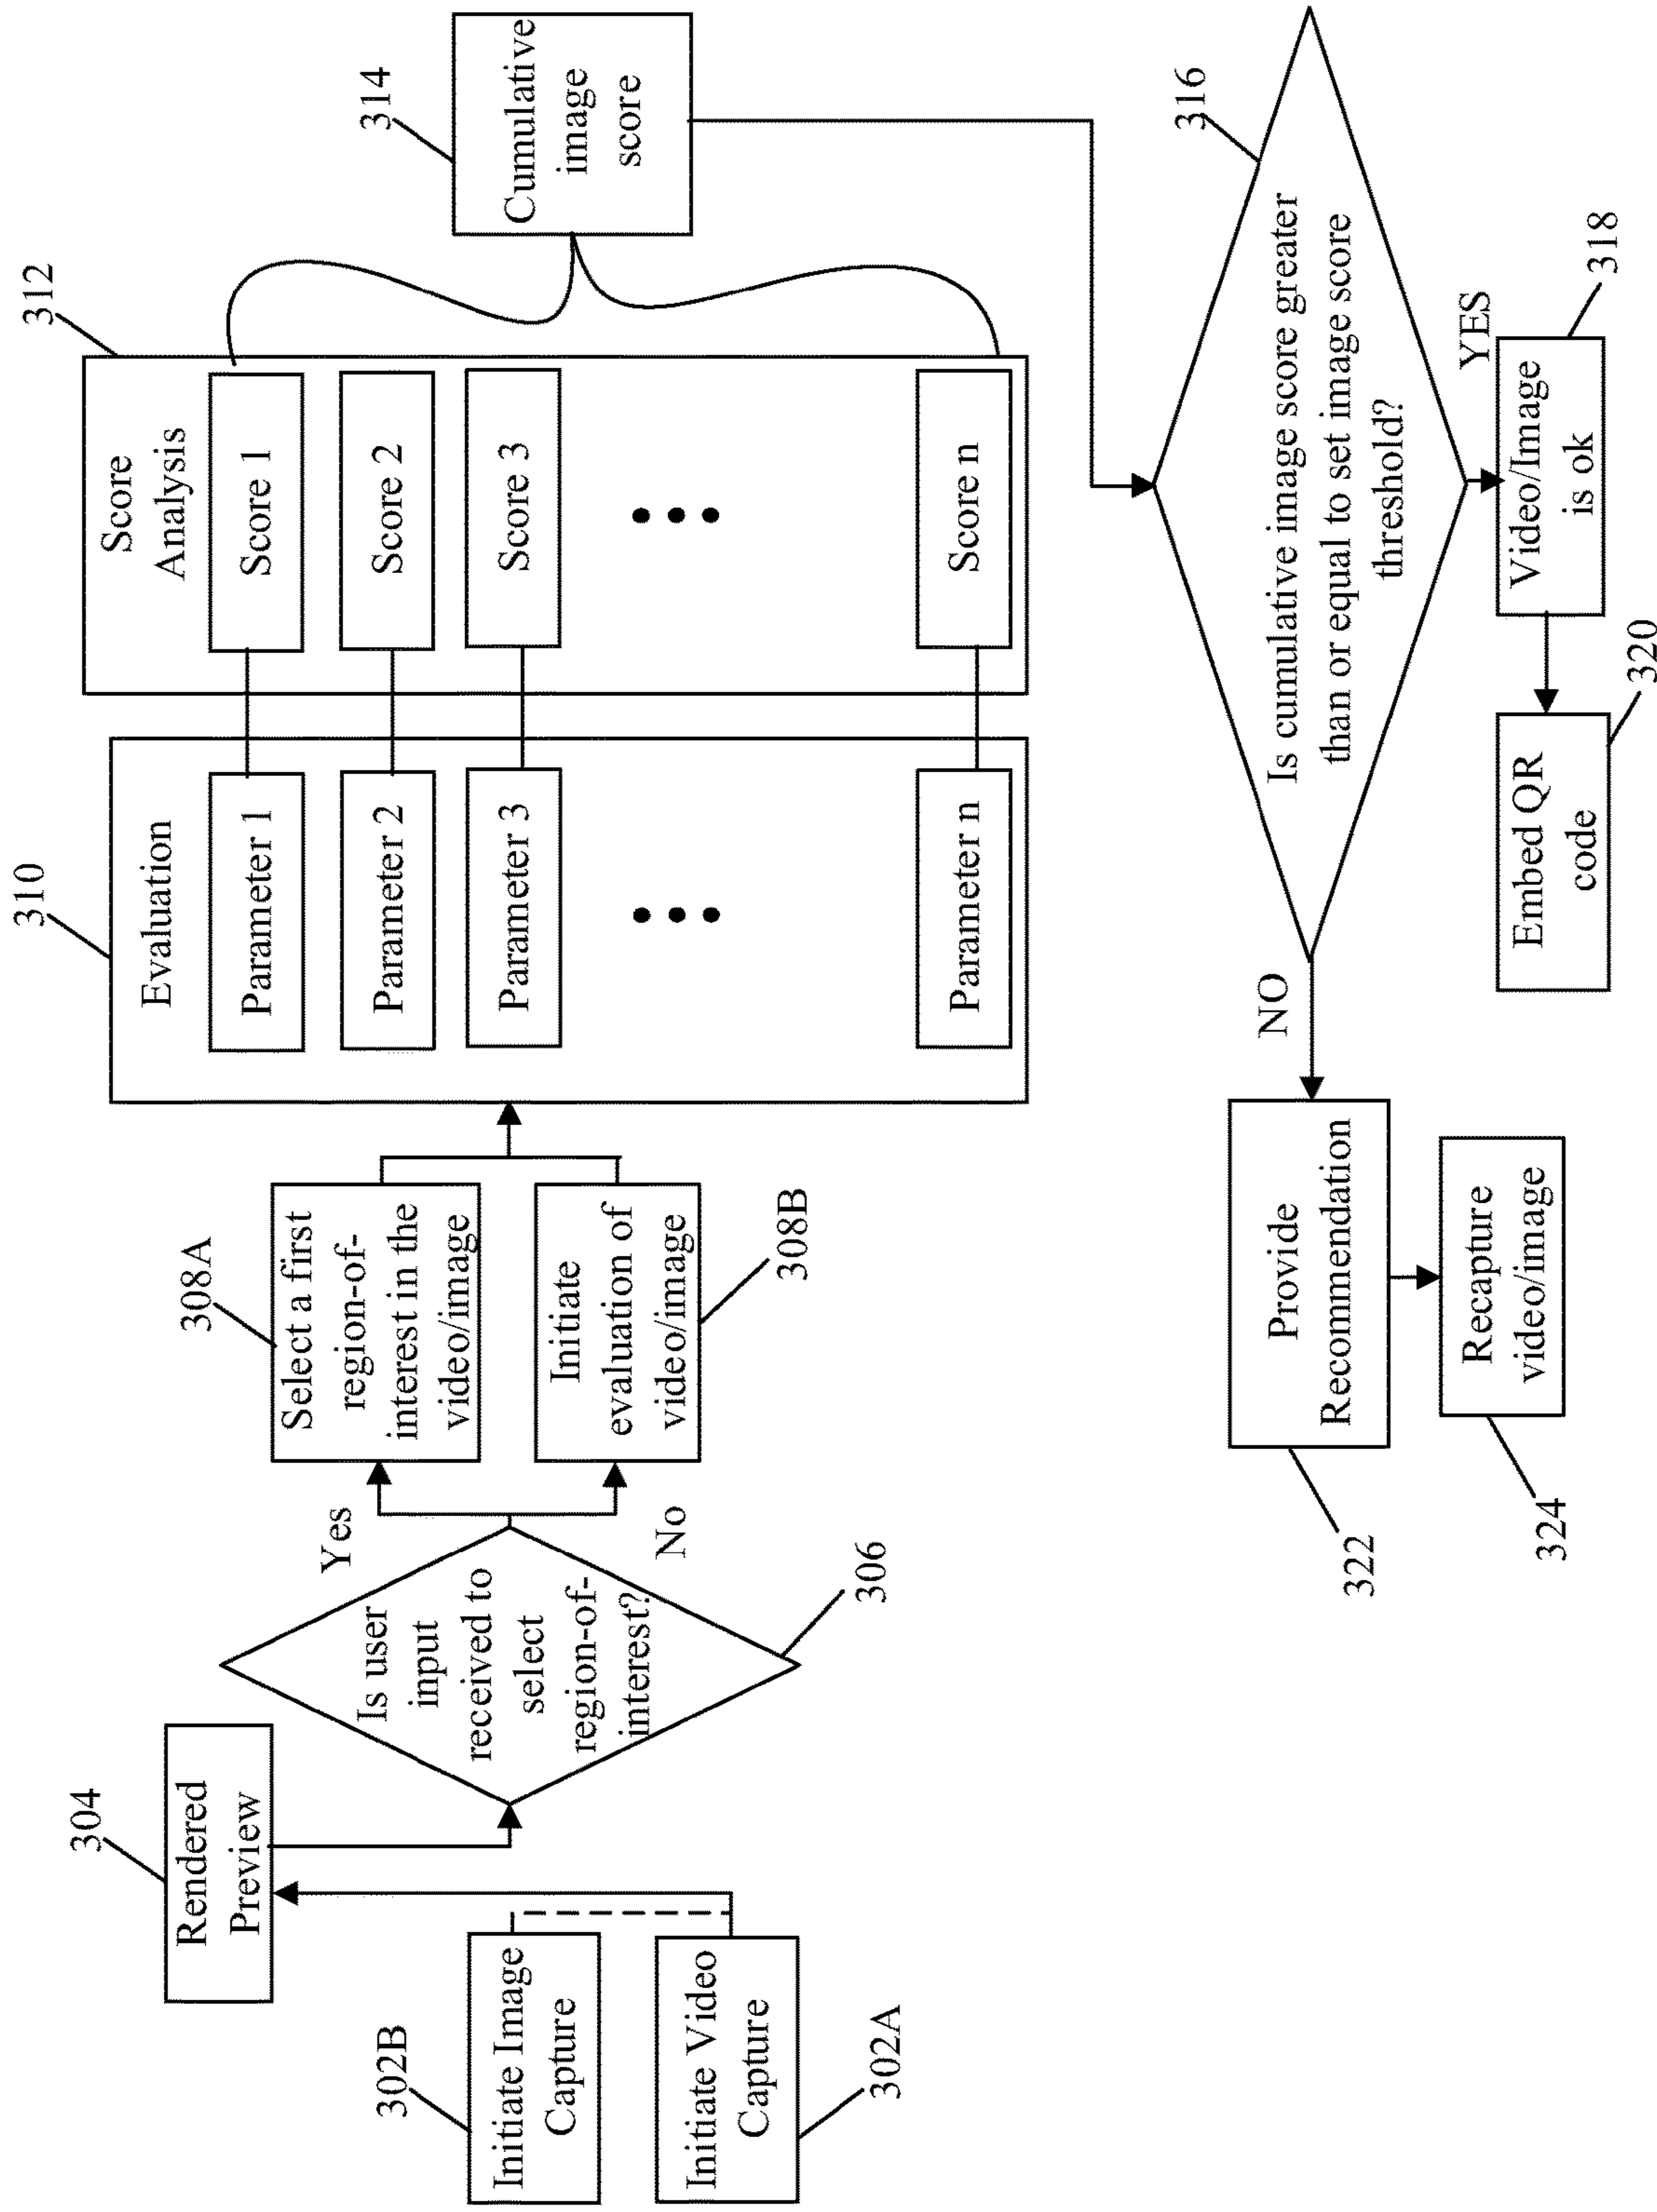 302B
Initiate Image
Capture
Initiate Video
Capture
302A
304
Rendered
Preview
Is user
input
received to
select
region-of-
interest?
306
Yes
No
308A
Select a first
region-of-
interest in the
video/image
Initiate
evaluation of
video/image
308B
310
Evaluation
Parameter 1
Parameter 2
Parameter 3
Parameter n
312
Score
Analysis
Score 1
Score 2
Score 3
Score n
314
Cumulative
image
score
316
Is cumulative image score greater
than or equal to set image score
threshold?
YES
318
Video/Image
is ok
320
Embed QR
code
NO
Provide
Recommendation
322
Recapture
video/image
324